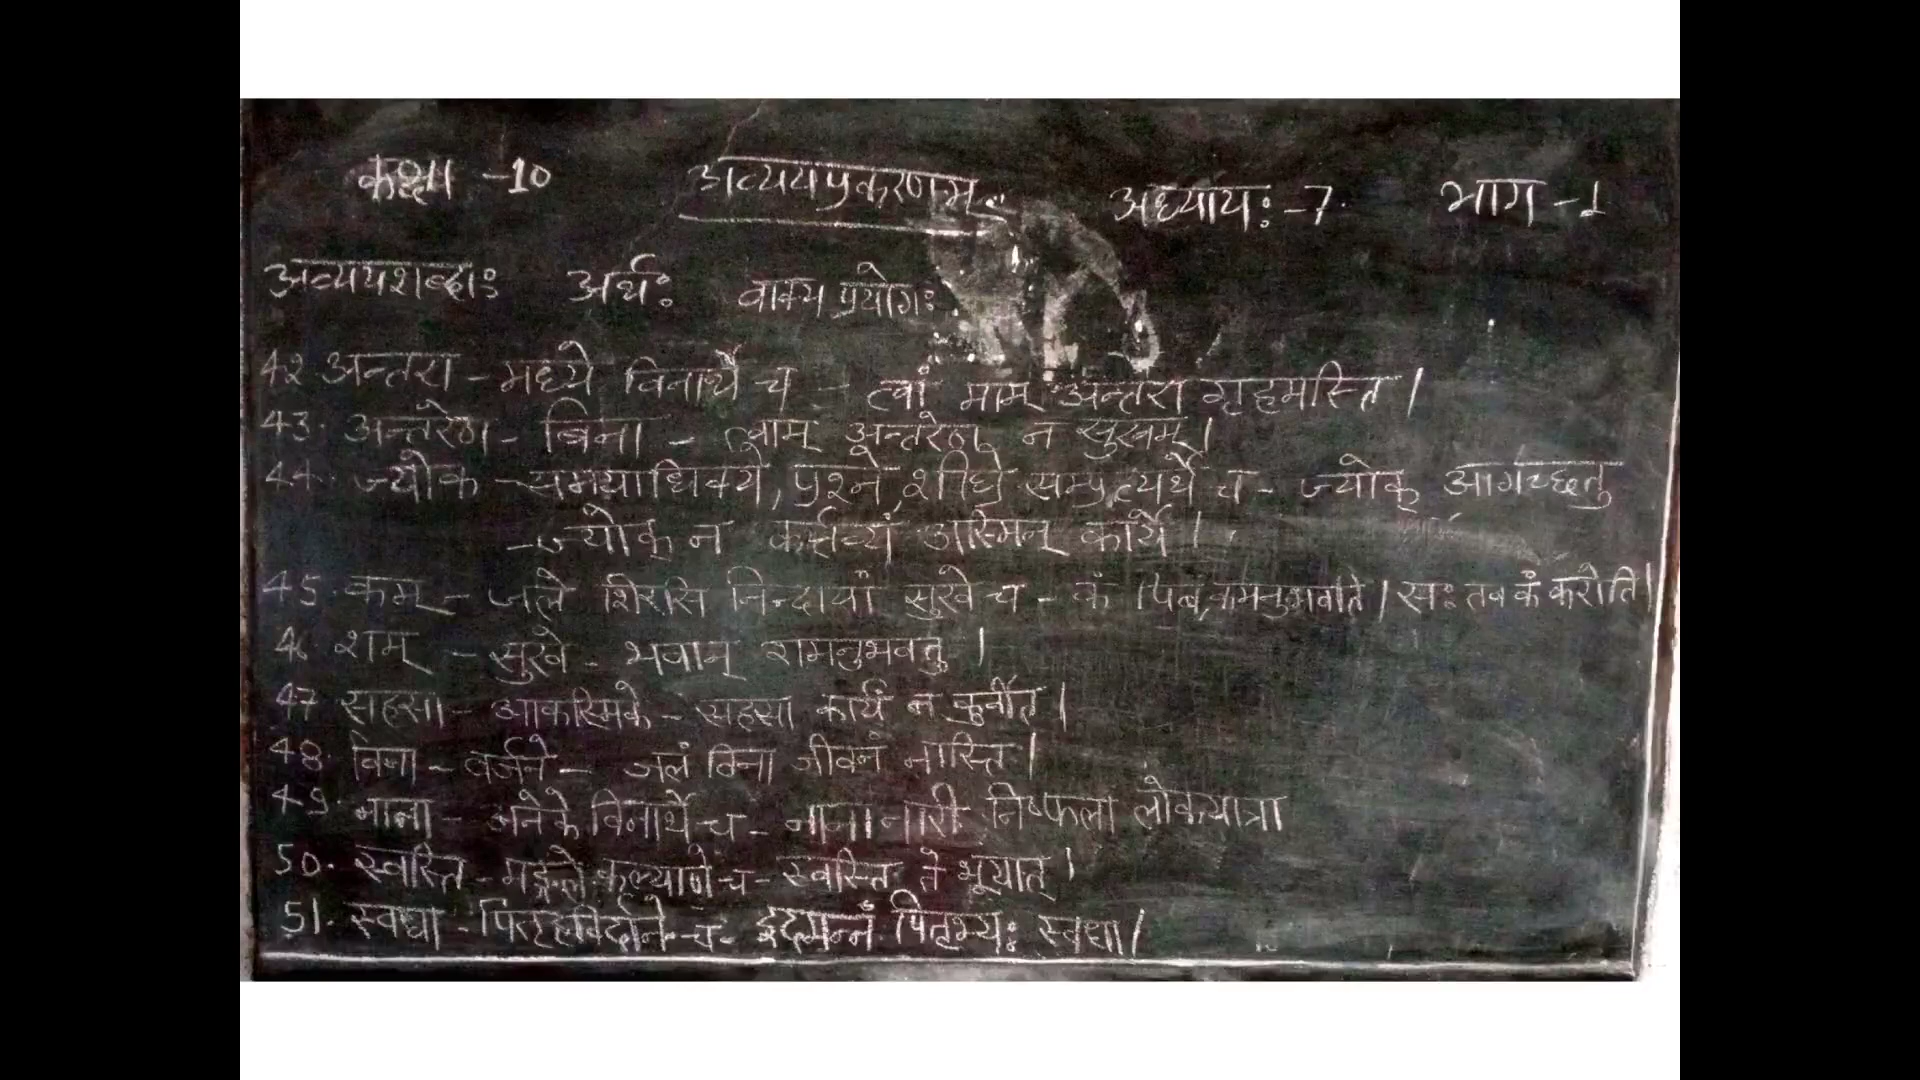 कक्षा -10 अव्ययप्रकरणम् अध्यायः -7. भाग -1
अव्ययशब्दाः अर्थः वाक्य प्रयोगः
42 अन्तरा - मध्ये विनार्थे च - त्वां माम् अन्तरा गृहमस्ति।
43. अन्तरेण - विना - त्वाम् अन्तरेण न सुखम्।
44. ज्योक - समयाधिक्ये, प्रश्ने, शीघ्रे सम्प्रत्यर्थे च - ज्योक् आगच्छतु
- ज्योक् न कर्त्तव्यं अस्मिन् कार्ये।
45. कम् - जले शिरसि निन्दायां सुखे च - कं पिब, कमनुभवति। सः तव कं करोति।
46 शम् - सुखे - भवान् शमनुभवतु।
47 सहसा - आकस्मिके - सहसा कार्यं न कुर्वीत।
48. विना - वर्जने - जलं विना जीवनं नास्ति।
49. नाना - अनेके विनार्थे च - नाना नारी निष्फला लोकयात्रा
50. स्वस्ति - मङ्गले कल्याणे च - स्वस्ति ते भूयात्।
51. स्वधा - पितृहविर्दाने च - इदमन्नं पितृभ्यः स्वधा।